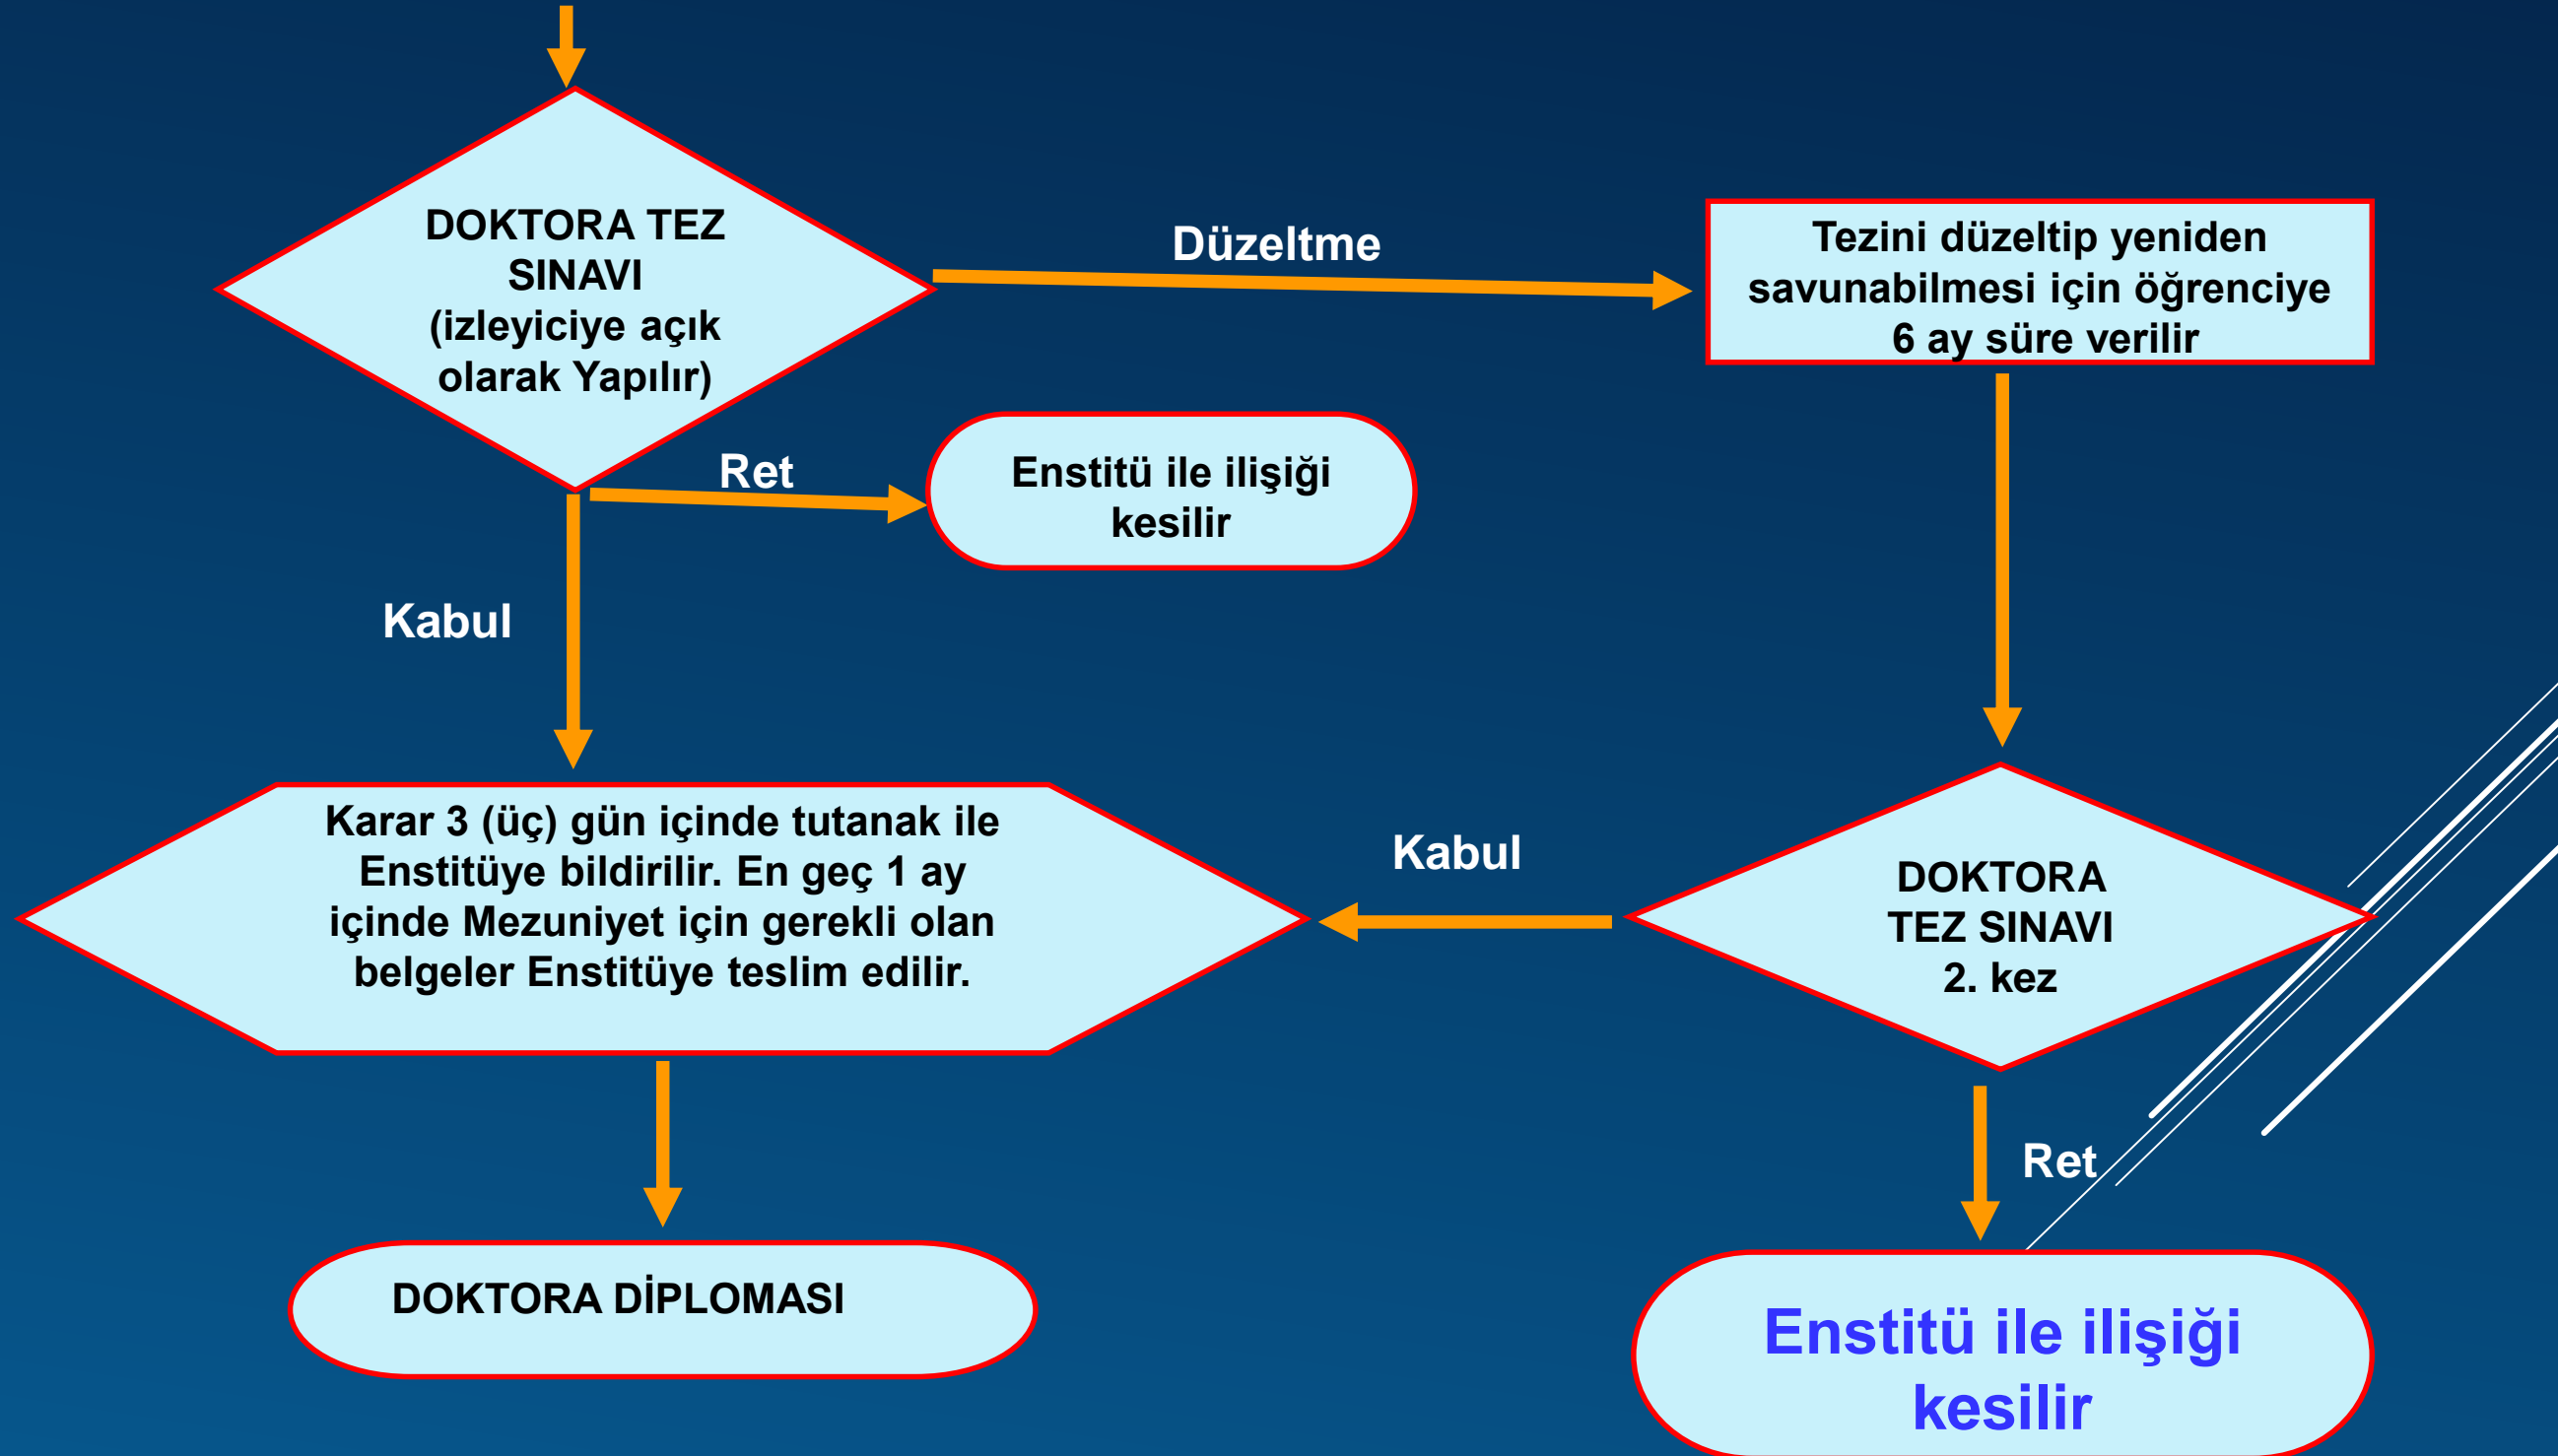 DOKTORA TEZ
SINAVI
(izleyiciye açık
olarak Yapılır)
Düzeltme
Tezini düzeltip yeniden
savunabilmesi için öğrenciye
6 ay süre verilir
Ret
Enstitü ile ilişiği
kesilir
Kabul
Karar 3 (üç) gün içinde tutanak ile
Enstitüye bildirilir. En geç 1 ay
içinde Mezuniyet için gerekli olan
belgeler Enstitüye teslim edilir.
Kabul
DOKTORA
TEZ SINAVI
2. kez
Ret
DOKTORA DİPLOMASI
Enstitü ile ilişiği
kesilir